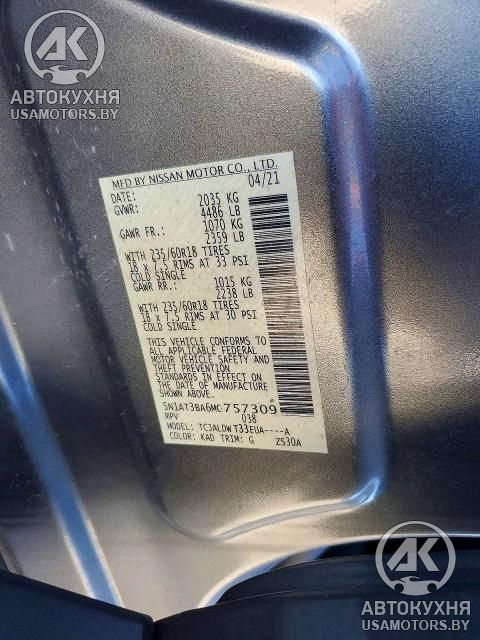 AK
АВТОКУХНЯ
USAMOTORS.BY
MFD BY NISSAN MOTOR CO., LTD.
DATE: 04/21
GVWR: 2035 KG
4486 LB
GAWR FR.: 1070 KG
2359 LB
WITH 235/60R18 TIRES
18 x 7.5 RIMS AT 33 PSI
COLD SINGLE
GAWR RR.: 1015 KG
2238 LB
WITH 235/60R18 TIRES
18 x 7.5 RIMS AT 30 PSI
COLD SINGLE
THIS VEHICLE CONFORMS TO
ALL APPLICABLE FEDERAL
MOTOR VEHICLE SAFETY AND
THEFT PREVENTION
STANDARDS IN EFFECT ON
THE DATE OF MANUFACTURE
SHOWN ABOVE.
5N1AT3BA6MC757309
MPV 038
MODEL: TCJALDWT33EUA----A
COLOR: KAD TRIM: G ZS30A
AK
АВТОКУХНЯ
USAMOTORS.BY